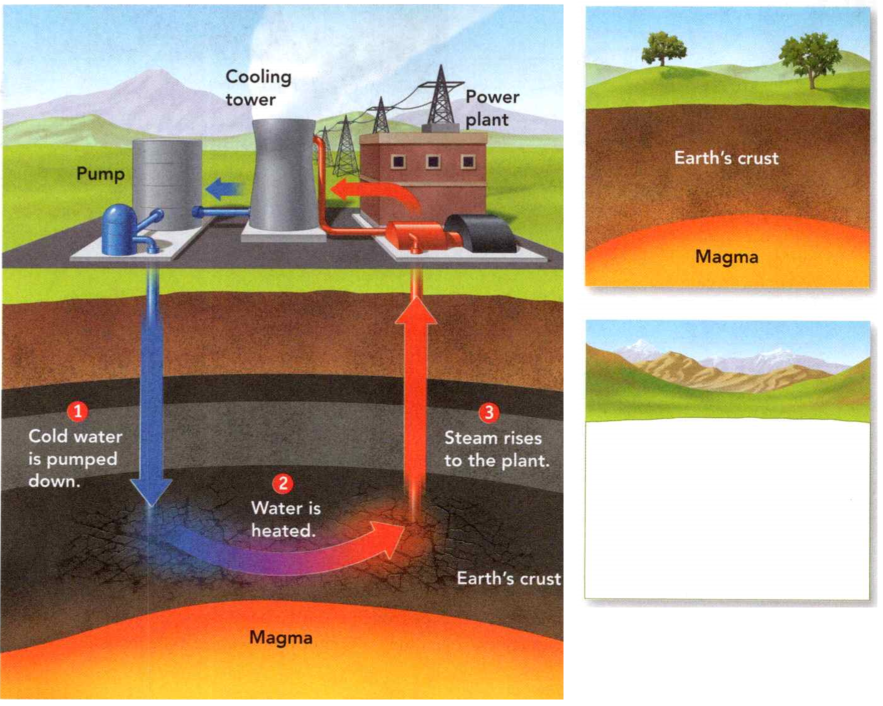 Cooling
tower
Power
plant
Pump
1
Cold water
is pumped
down.
2
Water is
heated.
3
Steam rises
to the plant.
Earth's crust
Magma
Earth's crust
Magma